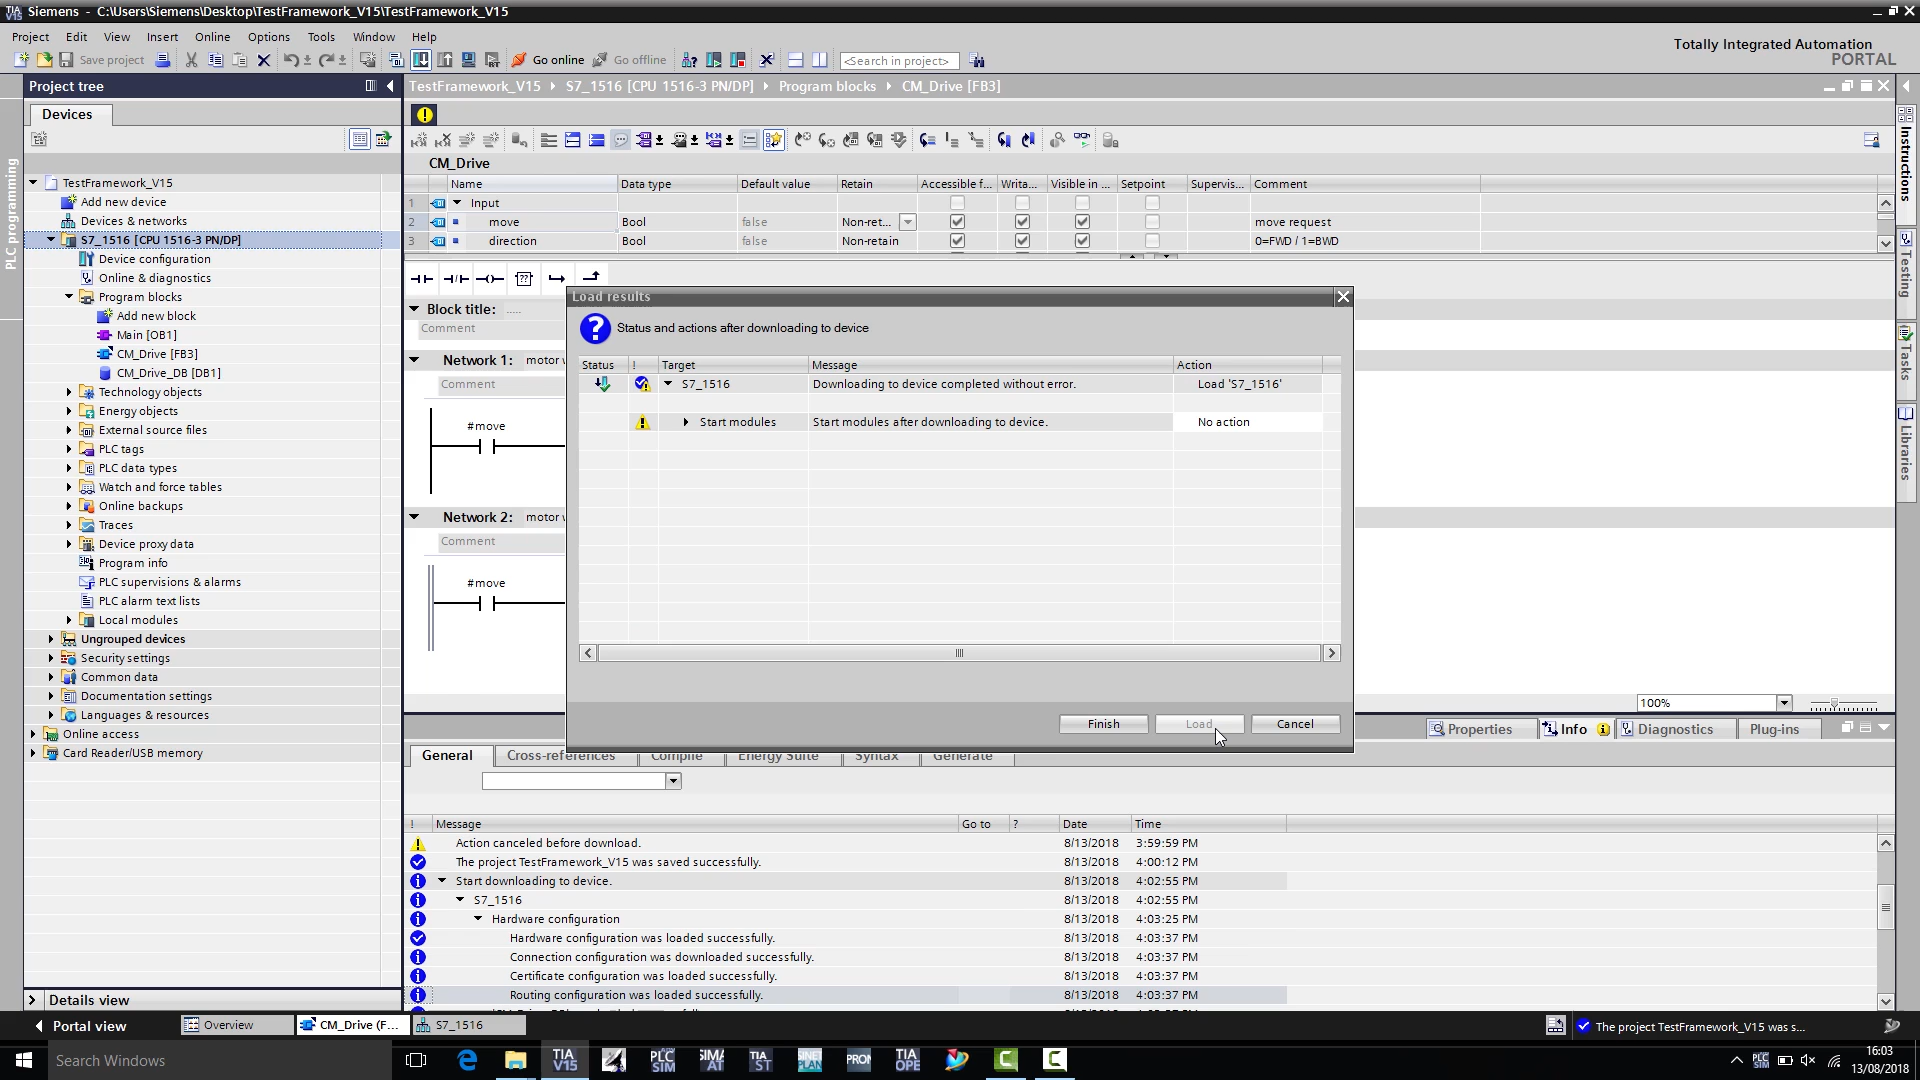 Siemens - C:\Users\Siemens\Desktop\TestFramework_V15\TestFramework_V15
Project Edit View Insert Online Options Tools Window Help
Totally Integrated Automation
PORTAL
Save project
Go online
Go offline
<Search in project>
Project tree
TestFramework_V15 S7_1516 [CPU 1516-3 PN/DP] Program blocks CM_Drive [FB3]
Devices
PLC programming
TestFramework_V15
Add new device
Devices & networks
S7_1516 [CPU 1516-3 PN/DP]
Device configuration
Online & diagnostics
Program blocks
Add new block
Main [OB1]
CM_Drive [FB3]
CM_Drive_DB [DB1]
Technology objects
Energy objects
External source files
PLC tags
PLC data types
Watch and force tables
Online backups
Traces
Device proxy data
Program info
PLC supervisions & alarms
PLC alarm text lists
Local modules
Ungrouped devices
Security settings
Common data
Documentation settings
Languages & resources
Online access
Card Reader/USB memory
Details view
CM_Drive
Name Data type Default value Retain Accessible f... Writa... Visible in ... Setpoint Supervis... Comment
1 Input
2 move Bool false Non-ret... move request
3 direction Bool false Non-retain 0=FWD / 1=BWD
Block title: .....
Comment
Network 1: motor
Comment
#move
Network 2: motor
Comment
#move
Load results
Status and actions after downloading to device
Status ! Target Message Action
S7_1516 Downloading to device completed without error. Load 'S7_1516'
Start modules Start modules after downloading to device. No action
Finish Load Cancel
100%
Instructions
Testing
Tasks
Libraries
Properties Info Diagnostics Plug-ins
General Cross-references Compile Energy Suite Syntax Generate
! Message Go to ? Date Time
Action canceled before download. 8/13/2018 3:59:59 PM
The project TestFramework_V15 was saved successfully. 8/13/2018 4:00:12 PM
Start downloading to device. 8/13/2018 4:02:55 PM
S7_1516 8/13/2018 4:02:55 PM
Hardware configuration 8/13/2018 4:03:25 PM
Hardware configuration was loaded successfully. 8/13/2018 4:03:37 PM
Connection configuration was downloaded successfully. 8/13/2018 4:03:37 PM
Certificate configuration was loaded successfully. 8/13/2018 4:03:37 PM
Routing configuration was loaded successfully. 8/13/2018 4:03:37 PM
Portal view Overview CM_Drive (F... S7_1516
The project TestFramework_V15 was s...
Search Windows
TIA V15
PLC SIM
SIM AT
TIA ST
SINET PLAN
PRON
TIA OPE
16:03
13/08/2018